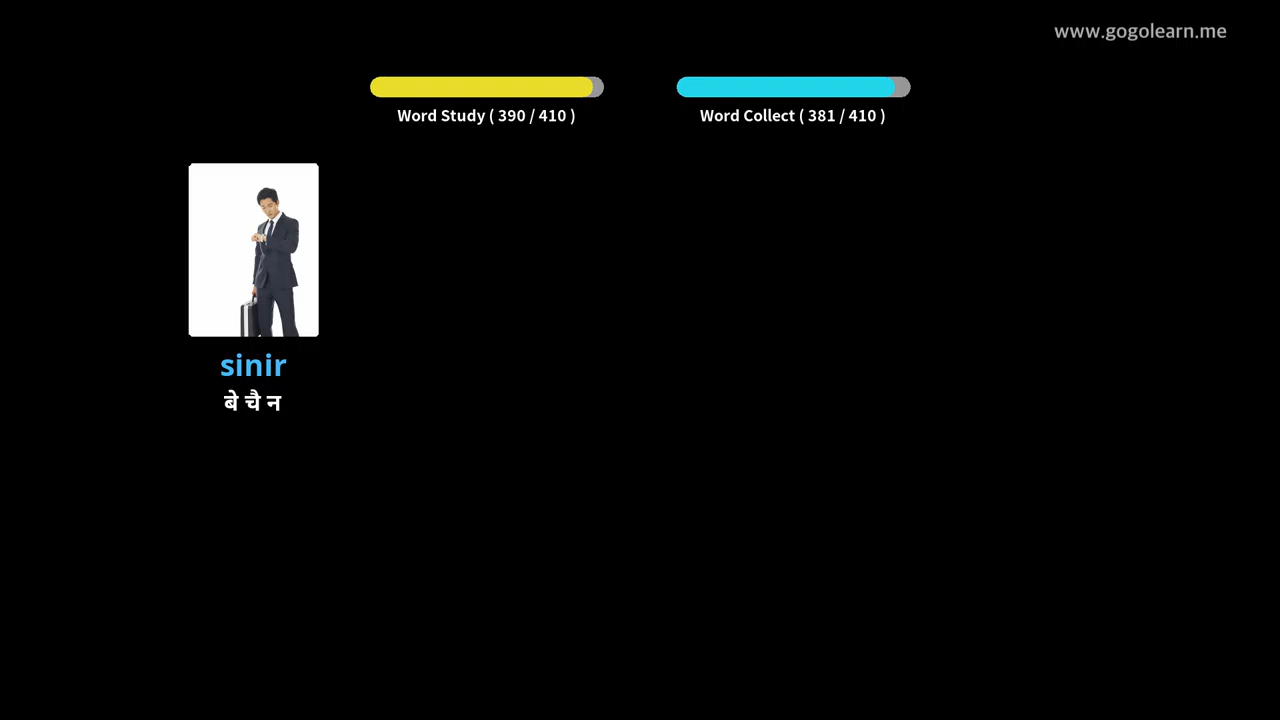 www.gogolearn.me
Word Study ( 390 / 410 )
Word Collect ( 381 / 410 )
sinir
बे चै न